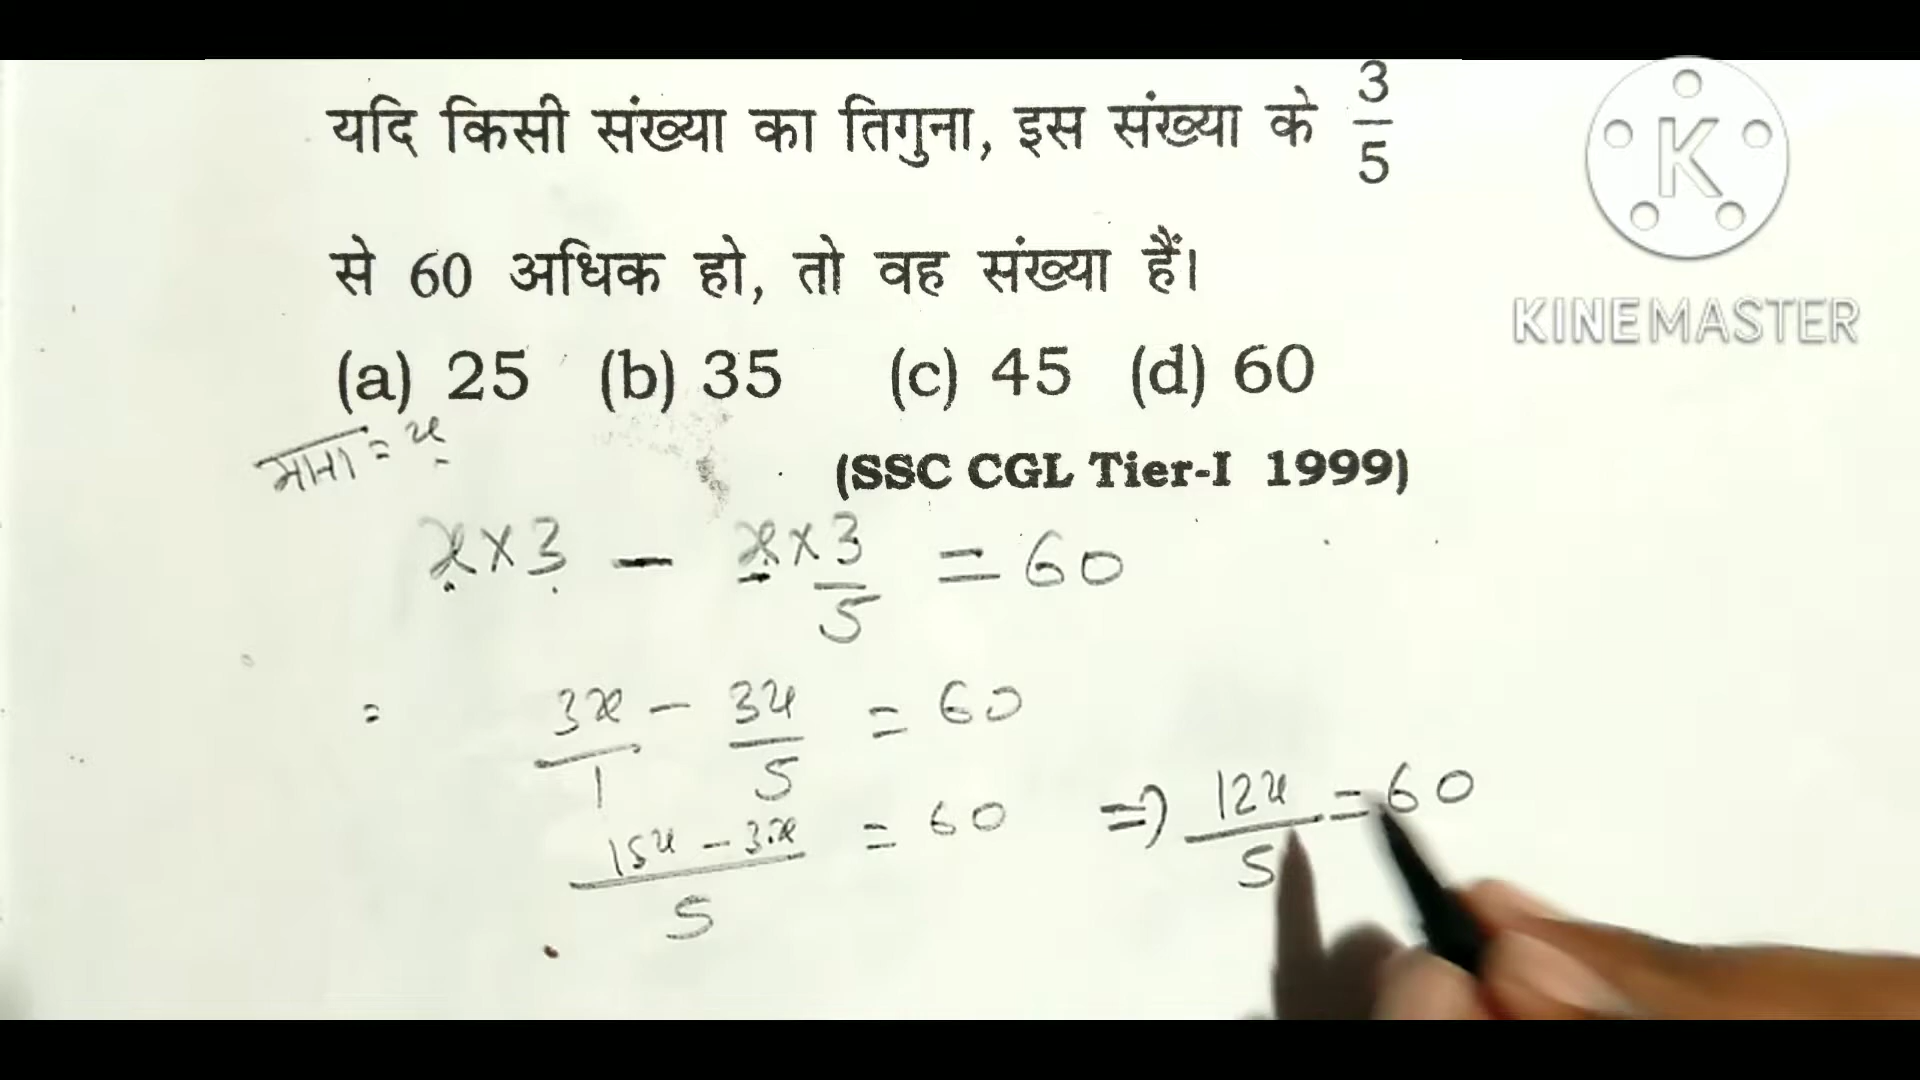 यदि किसी संख्या का तिगुना, इस संख्या के 3/5
से 60 अधिक हो, तो वह संख्या हैं।
(a) 25 (b) 35 (c) 45 (d) 60
माना = x
(SSC CGL Tier-I 1999)
x × 3 − x × 3/5 = 60
= 3x/1 − 3x/5 = 60
(15x − 3x)/5 = 60 ⇒ 12x/5 = 60
K
KINEMASTER